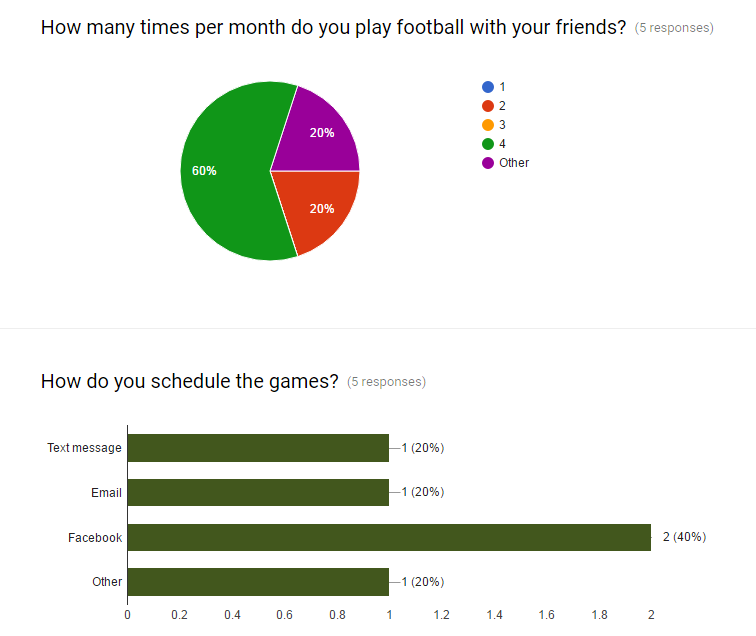 How many times per month do you play football with your friends? (5 responses)
1
2
3
4
Other
20%
60%
20%
How do you schedule the games? (5 responses)
Text message 1 (20%)
Email 1 (20%)
Facebook 2 (40%)
Other 1 (20%)
0 0.2 0.4 0.6 0.8 1 1.2 1.4 1.6 1.8 2